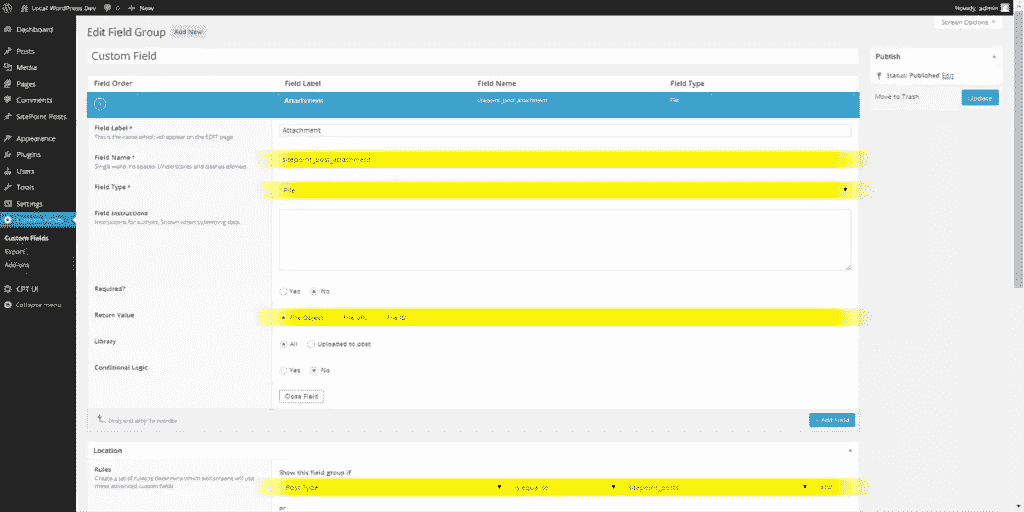 Local WordPress Dev 0 + New
Howdy, admin
Screen Options
Dashboard
Posts
Media
Pages
Comments
SitePoint Posts
Appearance
Plugins
Users
Tools
Settings
Custom Fields
Export
Add-ons
CPT UI
Collapse menu
Edit Field Group Add New
Custom Field
Field Order Field Label Field Name Field Type
1 Attachment sitepoint_post_attachment File
Field Label *
This is the name which will appear on the EDIT page
Attachment
Field Name *
Single word, no spaces. Underscores and dashes allowed
sitepoint_post_attachment
Field Type *
File
Field Instructions
Instructions for authors. Shown when submitting data
Required?
Yes No
Return Value
File Object File URL File ID
Library
All Uploaded to post
Conditional Logic
Yes No
Close Field
Drag and drop to reorder
+ Add Field
Location
Rules
Create a set of rules to determine which edit screens will use
these advanced custom fields
Show this field group if
Post Type is equal to sitepoint_posts and
or
Publish
Status: Published Edit
Move to Trash
Update